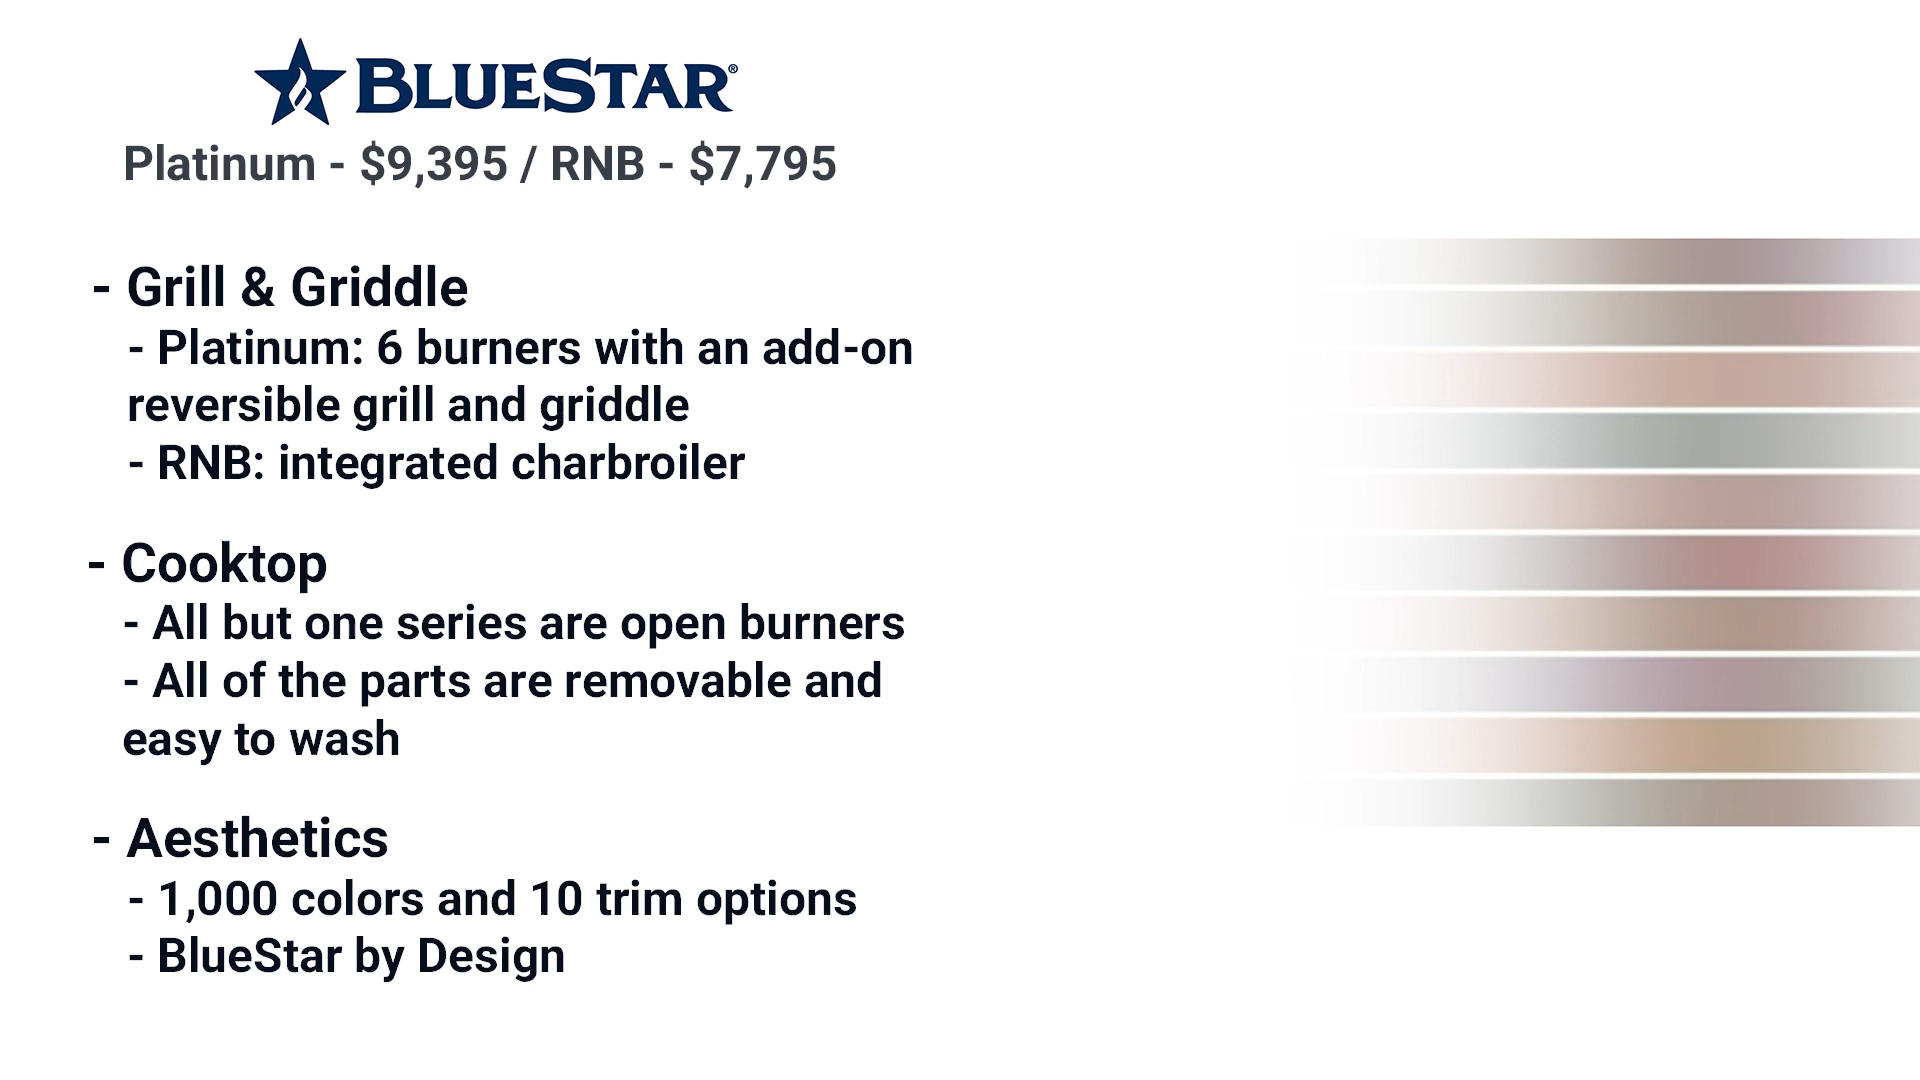 BLUESTAR®
Platinum - $9,395 / RNB - $7,795
- Grill & Griddle
- Platinum: 6 burners with an add-on
reversible grill and griddle
- RNB: integrated charbroiler
- Cooktop
- All but one series are open burners
- All of the parts are removable and
easy to wash
- Aesthetics
- 1,000 colors and 10 trim options
- BlueStar by Design